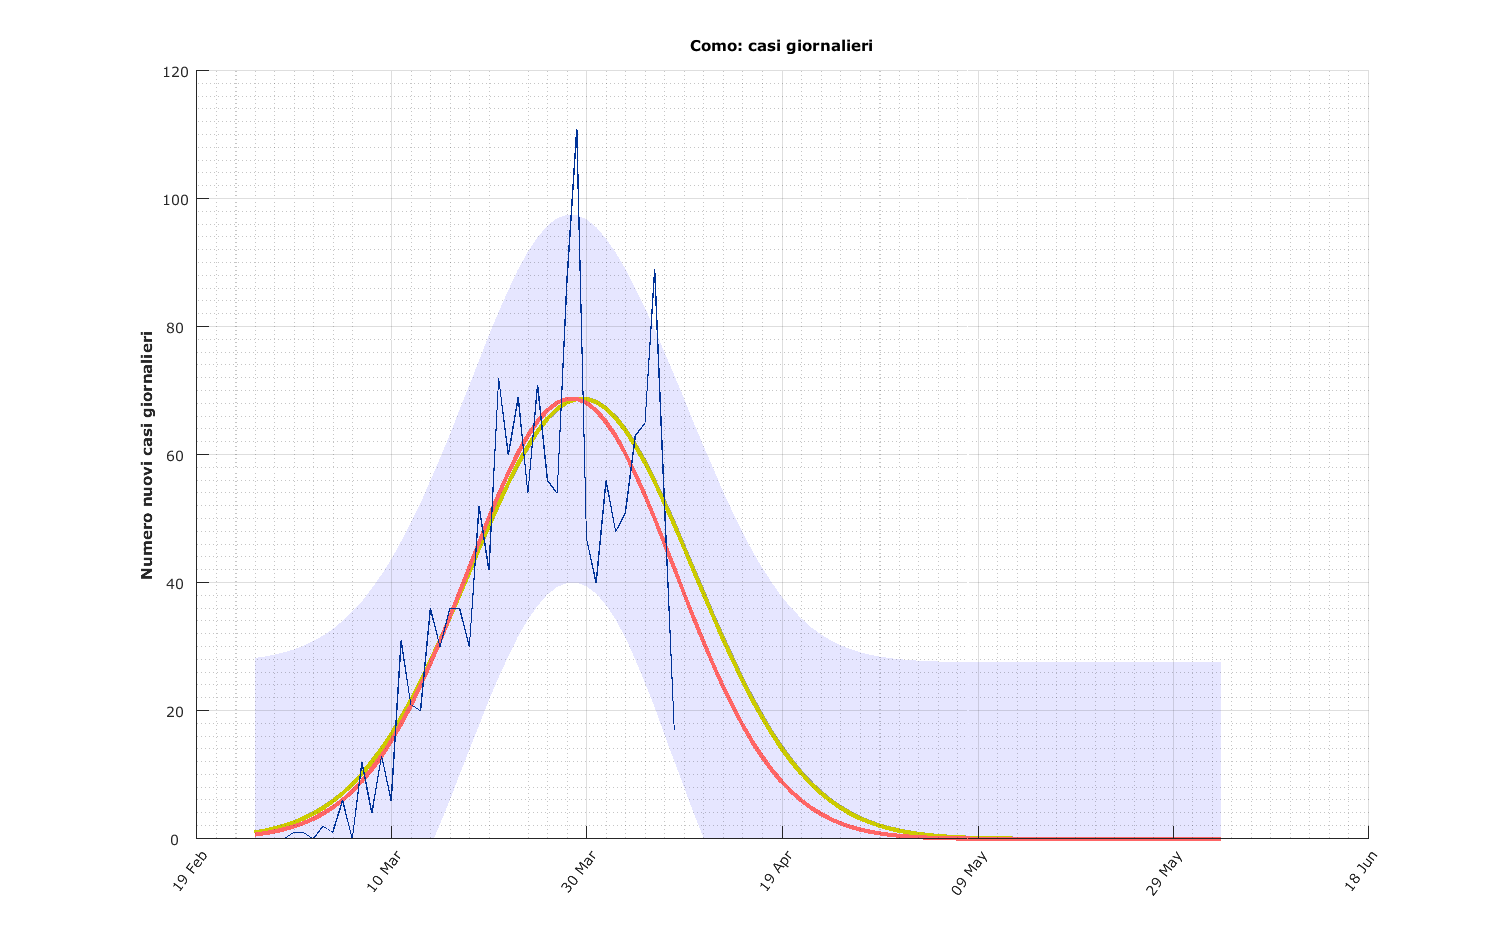 Como: casi giornalieri
Numero nuovi casi giornalieri
120
100
80
60
40
20
0
19 Feb
10 Mar
30 Mar
19 Apr
09 May
29 May
18 Jun